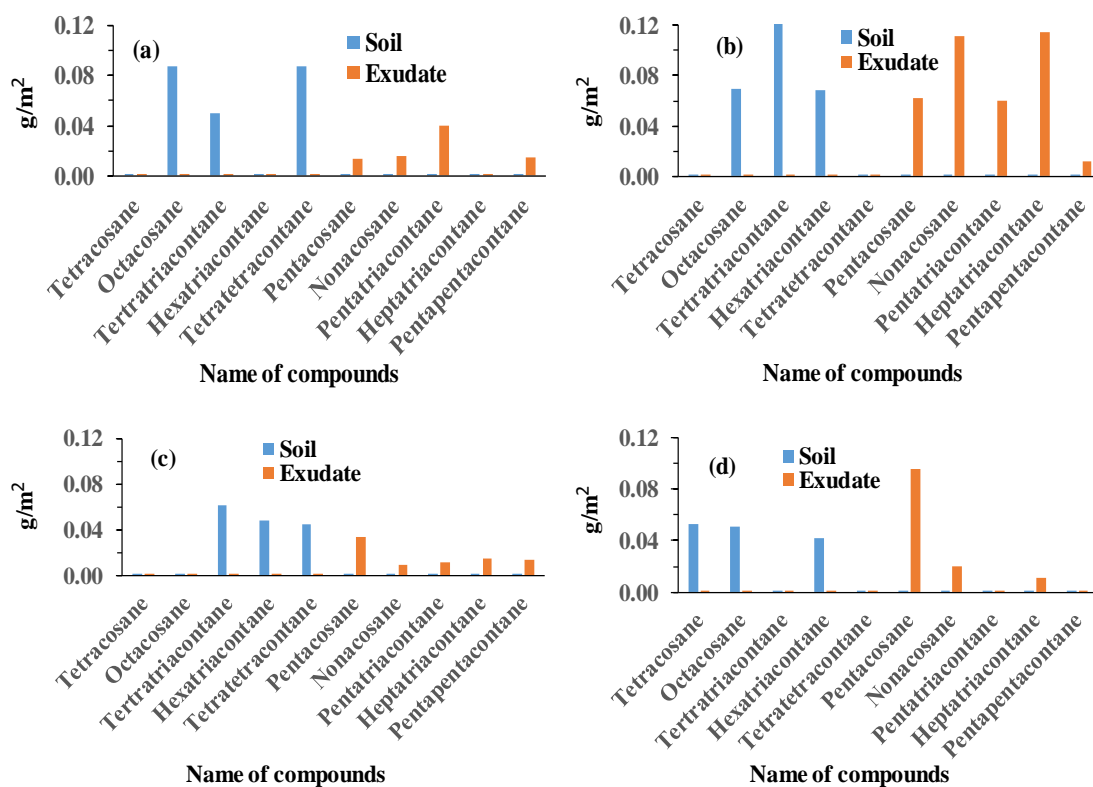 (a)
Soil
Exudate
g/m²
0.12
0.08
0.04
0.00
Tetracosane
Octacosane
Tertratriacontane
Hexatriacontane
Tetratetracontane
Pentacosane
Nonacosane
Pentatriacontane
Heptatriacontane
Pentapentacontane
Name of compounds
(b)
Soil
Exudate
g/m²
0.12
0.08
0.04
0.00
Tetracosane
Octacosane
Tertratriacontane
Hexatriacontane
Tetratetracontane
Pentacosane
Nonacosane
Pentatriacontane
Heptatriacontane
Pentapentacontane
Name of compounds
(c)
Soil
Exudate
g/m²
0.12
0.08
0.04
0.00
Tetracosane
Octacosane
Tertratriacontane
Hexatriacontane
Tetratetracontane
Pentacosane
Nonacosane
Pentatriacontane
Heptatriacontane
Pentapentacontane
Name of compounds
(d)
Soil
Exudate
g/m²
0.12
0.08
0.04
0.00
Tetracosane
Octacosane
Tertratriacontane
Hexatriacontane
Tetratetracontane
Pentacosane
Nonacosane
Pentatriacontane
Heptatriacontane
Pentapentacontane
Name of compounds